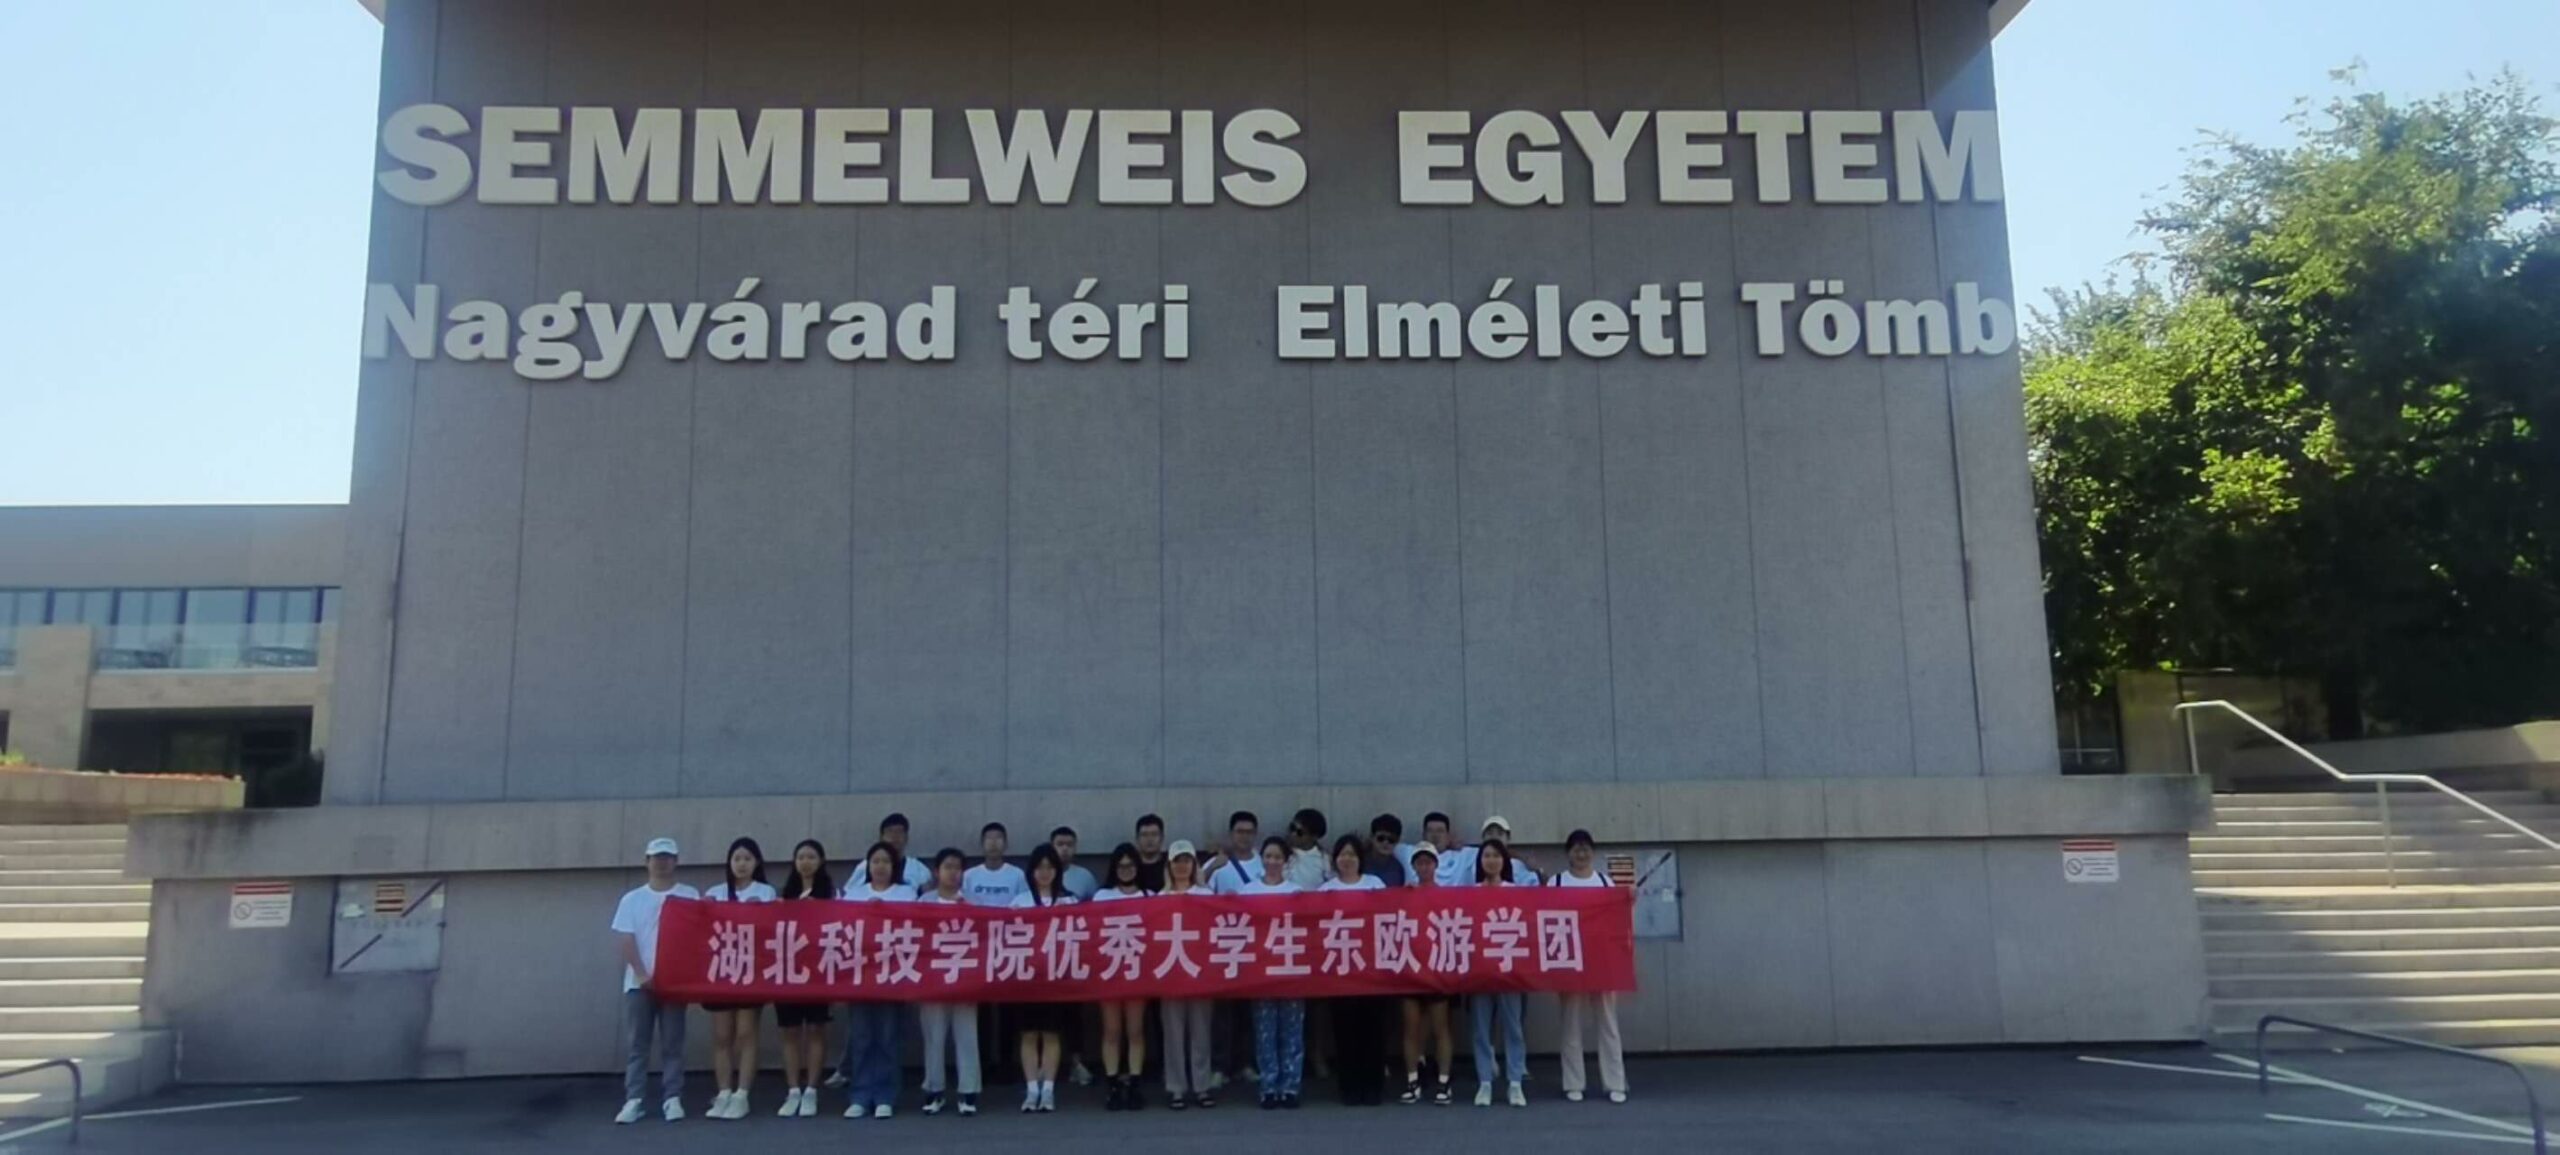 SEMMELWEIS EGYETEM
Nagyvárad téri Elméleti Tömb
dream
湖北科技学院优秀大学生东欧游学团